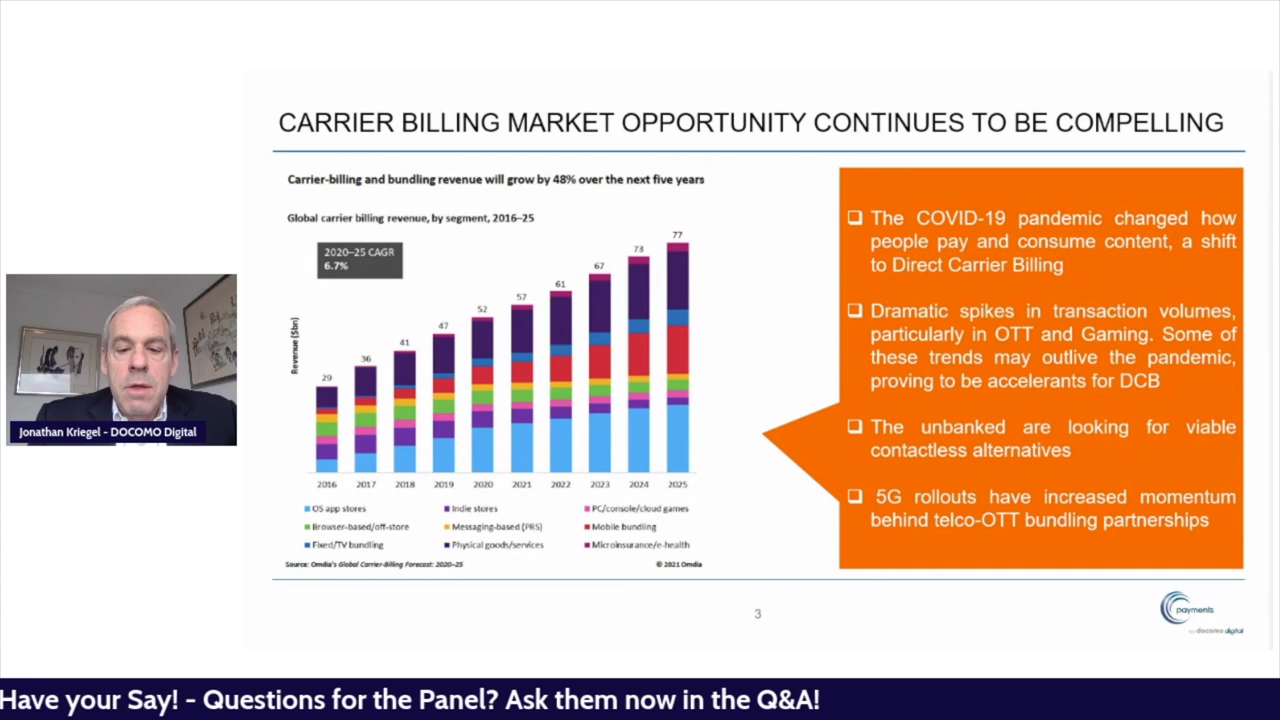 CARRIER BILLING MARKET OPPORTUNITY CONTINUES TO BE COMPELLING
Carrier-billing and bundling revenue will grow by 48% over the next five years
Global carrier billing revenue, by segment, 2016–25
2020–25 CAGR
6.7%
Revenue ($bn)
29
36
41
47
52
57
61
67
73
77
2016 2017 2018 2019 2020 2021 2022 2023 2024 2025
OS app stores Indie stores PC/console/cloud games
Browser-based/off-store Messaging-based (PRS) Mobile bundling
Fixed/TV bundling Physical goods/services Microinsurance/e-health
Source: Omdia's Global Carrier-Billing Forecast: 2020–25 © 2021 Omdia
The COVID-19 pandemic changed how
people pay and consume content, a shift
to Direct Carrier Billing
Dramatic spikes in transaction volumes,
particularly in OTT and Gaming. Some of
these trends may outlive the pandemic,
proving to be accelerants for DCB
The unbanked are looking for viable
contactless alternatives
5G rollouts have increased momentum
behind telco-OTT bundling partnerships
Jonathan Kriegel - DOCOMO Digital
3
payments
by docomo digital
Have your Say! - Questions for the Panel? Ask them now in the Q&A!